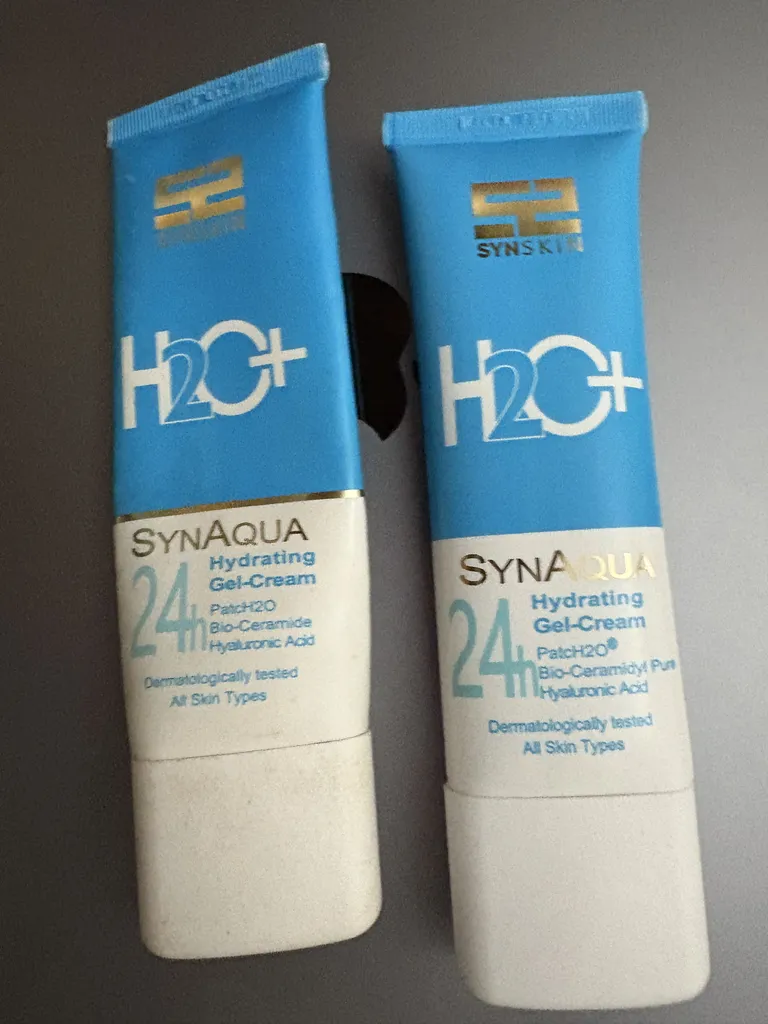 SYNSKIN
H2O+
SYNAQUA
24h
Hydrating
Gel-Cream
PatcH2O
Bio-Ceramide
Hyaluronic Acid
Dermatologically tested
All Skin Types
SYNSKIN
H2O+
SYNAQUA
24h
Hydrating
Gel-Cream
PatcH2O®
Bio-Ceramidyl Pure
Hyaluronic Acid
Dermatologically tested
All Skin Types